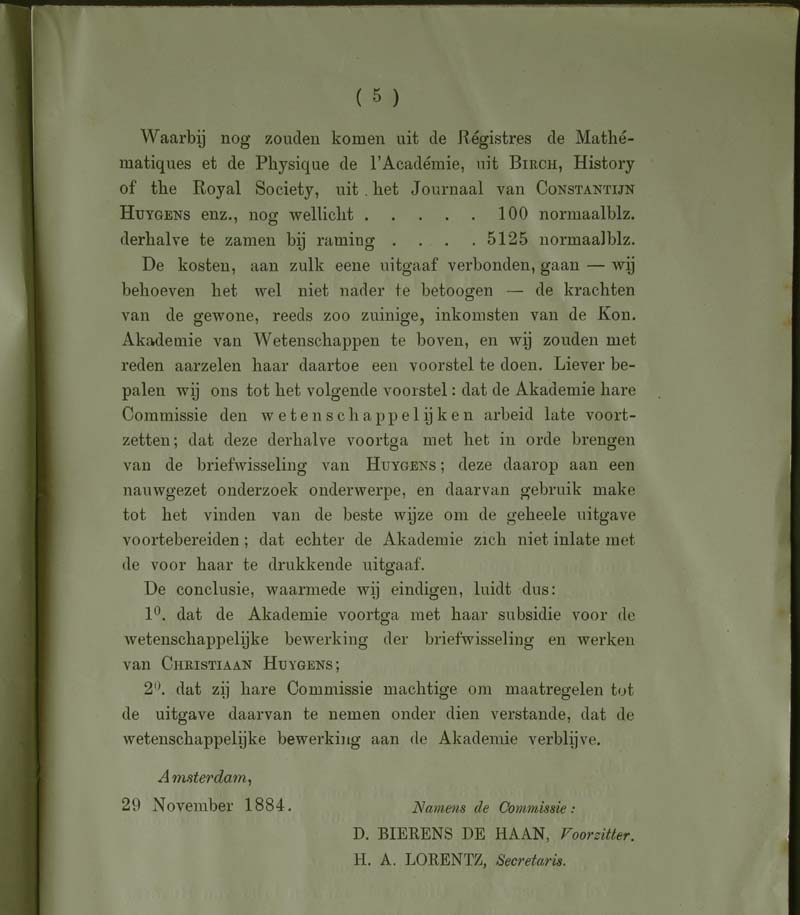 ( 5 )
Waarbij nog zouden komen uit de Régistres de Mathé-
matiques et de Physique de l'Académie, uit BIRCH, History
of the Royal Society, uit het Journaal van CONSTANTIJN
HUYGENS enz., nog wellicht . . . . . 100 normaalblz.
derhalve te zamen bij raming . . . . 5125 normaalblz.
De kosten, aan zulk eene uitgaaf verbonden, gaan — wij
behoeven het wel niet nader te betoogen — de krachten
van de gewone, reeds zoo zuinige, inkomsten van de Kon.
Akademie van Wetenschappen te boven, en wij zouden met
reden aarzelen haar daartoe een voorstel te doen. Liever be-
palen wij ons tot het volgende voorstel: dat de Akademie hare
Commissie den wetenschappelijken arbeid late voort-
zetten; dat deze derhalve voortga met het in orde brengen
van de briefwisseling van HUYGENS; deze daarop aan een
nauwgezet onderzoek onderwerpe, en daarvan gebruik make
tot het vinden van de beste wijze om de geheele uitgave
voortebereiden; dat echter de Akademie zich niet inlate met
de voor haar te drukkende uitgaaf.
De conclusie, waarmede wij eindigen, luidt dus:
1⁰. dat de Akademie voortga met haar subsidie voor de
wetenschappelijke bewerking der briefwisseling en werken
van CHRISTIAAN HUYGENS;
2⁰. dat zij hare Commissie machtige om maatregelen tot
de uitgave daarvan te nemen onder dien verstande, dat de
wetenschappelijke bewerking aan de Akademie verblijve.
Amsterdam,
29 November 1884.
Namens de Commissie:
D. BIERENS DE HAAN, Voorzitter.
H. A. LORENTZ, Secretaris.